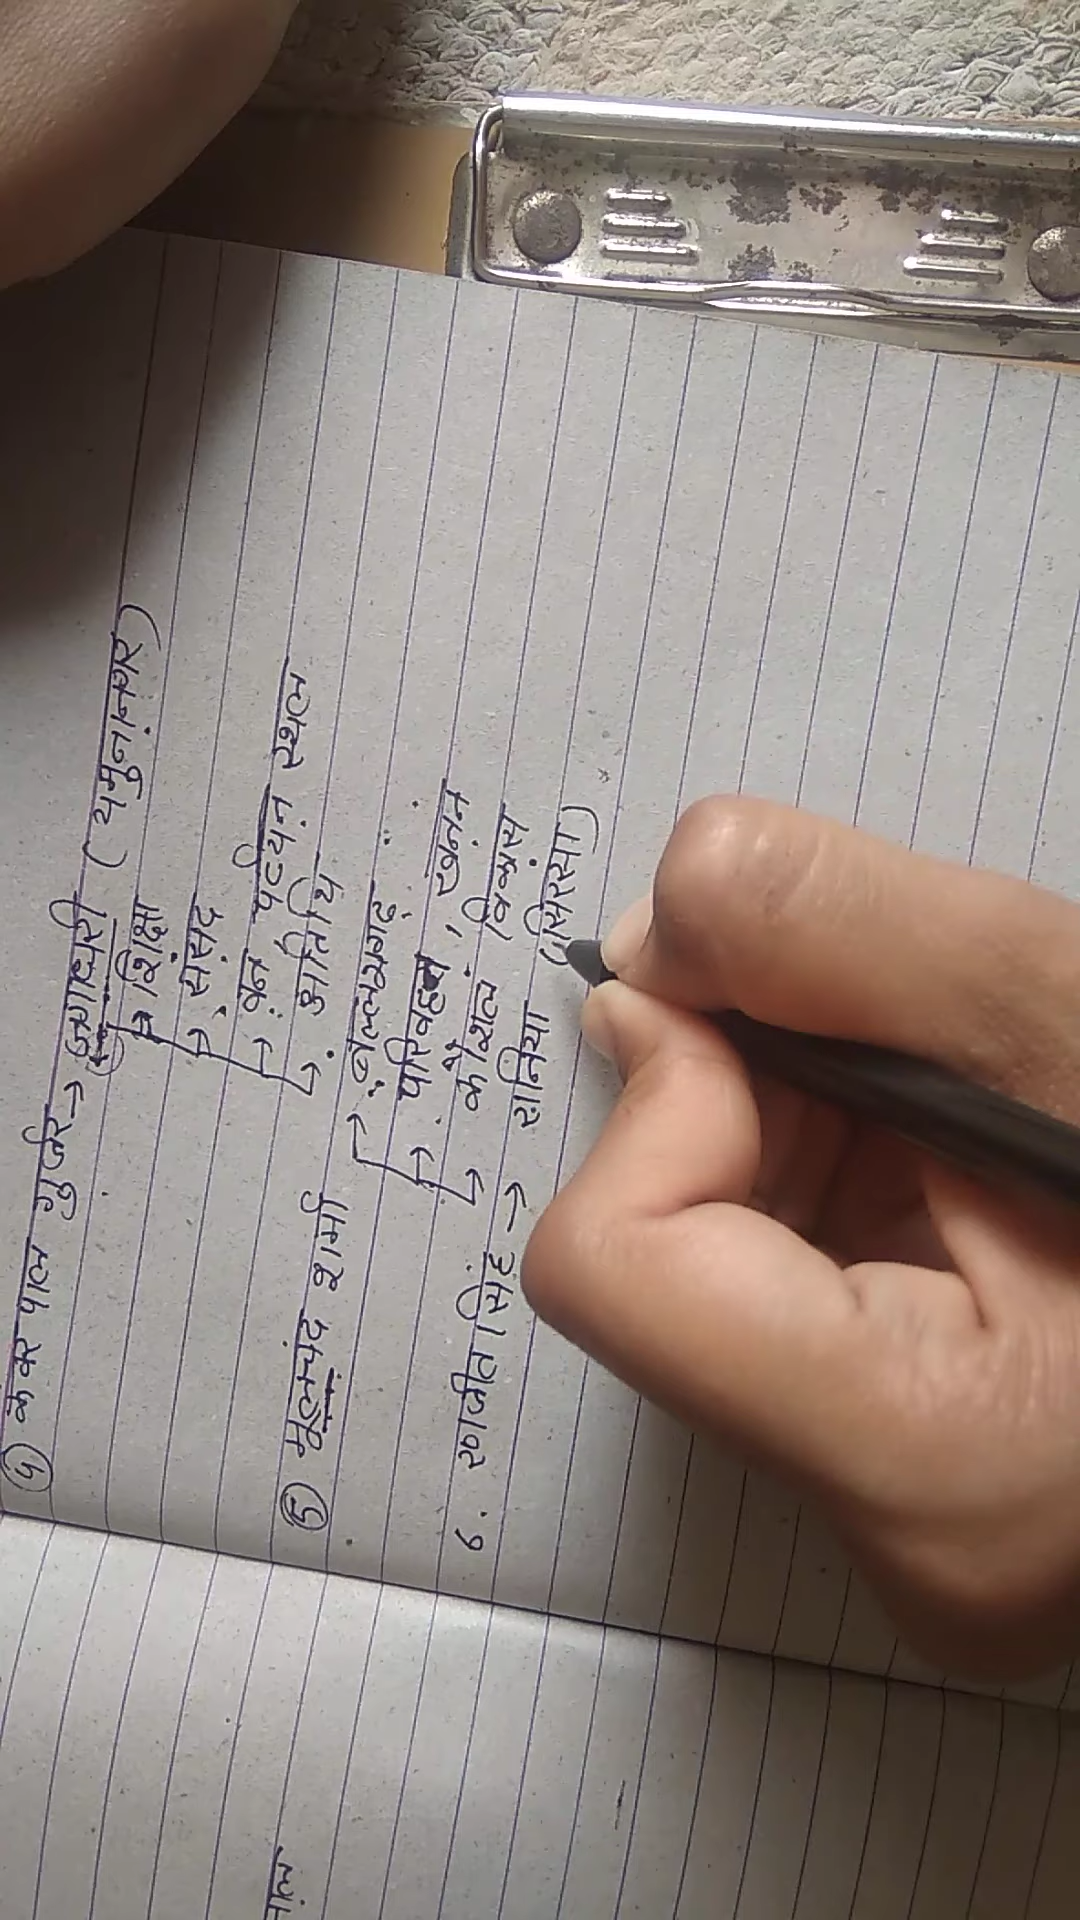 ④ कंवर पाल गुर्जर → जगाधरी (यमुनानगर)
→ शिक्षा
→ संसद
→ वन पर्यटन स्थल
→ अतिथि
⑤ मूलचंद शर्मा → बल्लभगढ़
→ परिवहन, खनन
→ कौशल विकास
6. रणजीत सिंह → रानिया
(सिरसा)